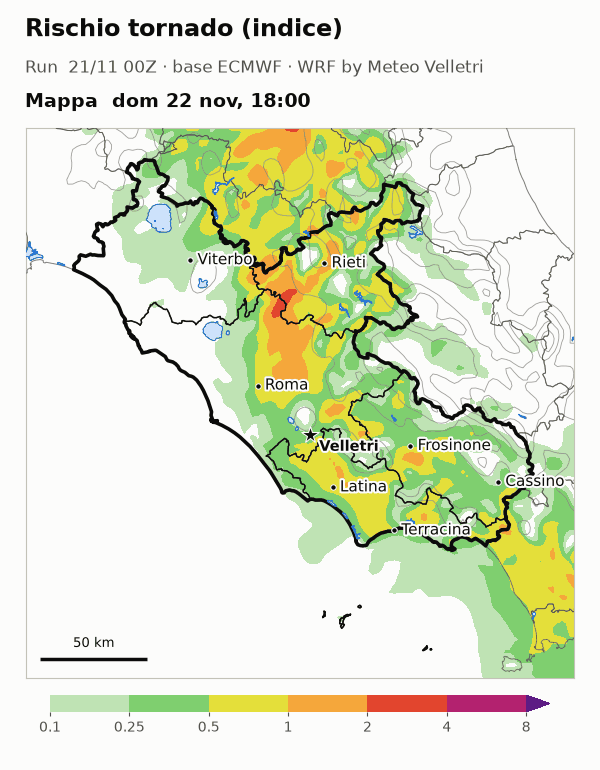 Rischio tornado (indice)
Run  21/11 00Z · base ECMWF · WRF by Meteo Velletri
Mappa  dom 22 nov, 18:00
Viterbo
Rieti
Roma
Velletri
Frosinone
Cassino
Latina
Terracina
50 km
0.1 0.25 0.5 1 2 4 8